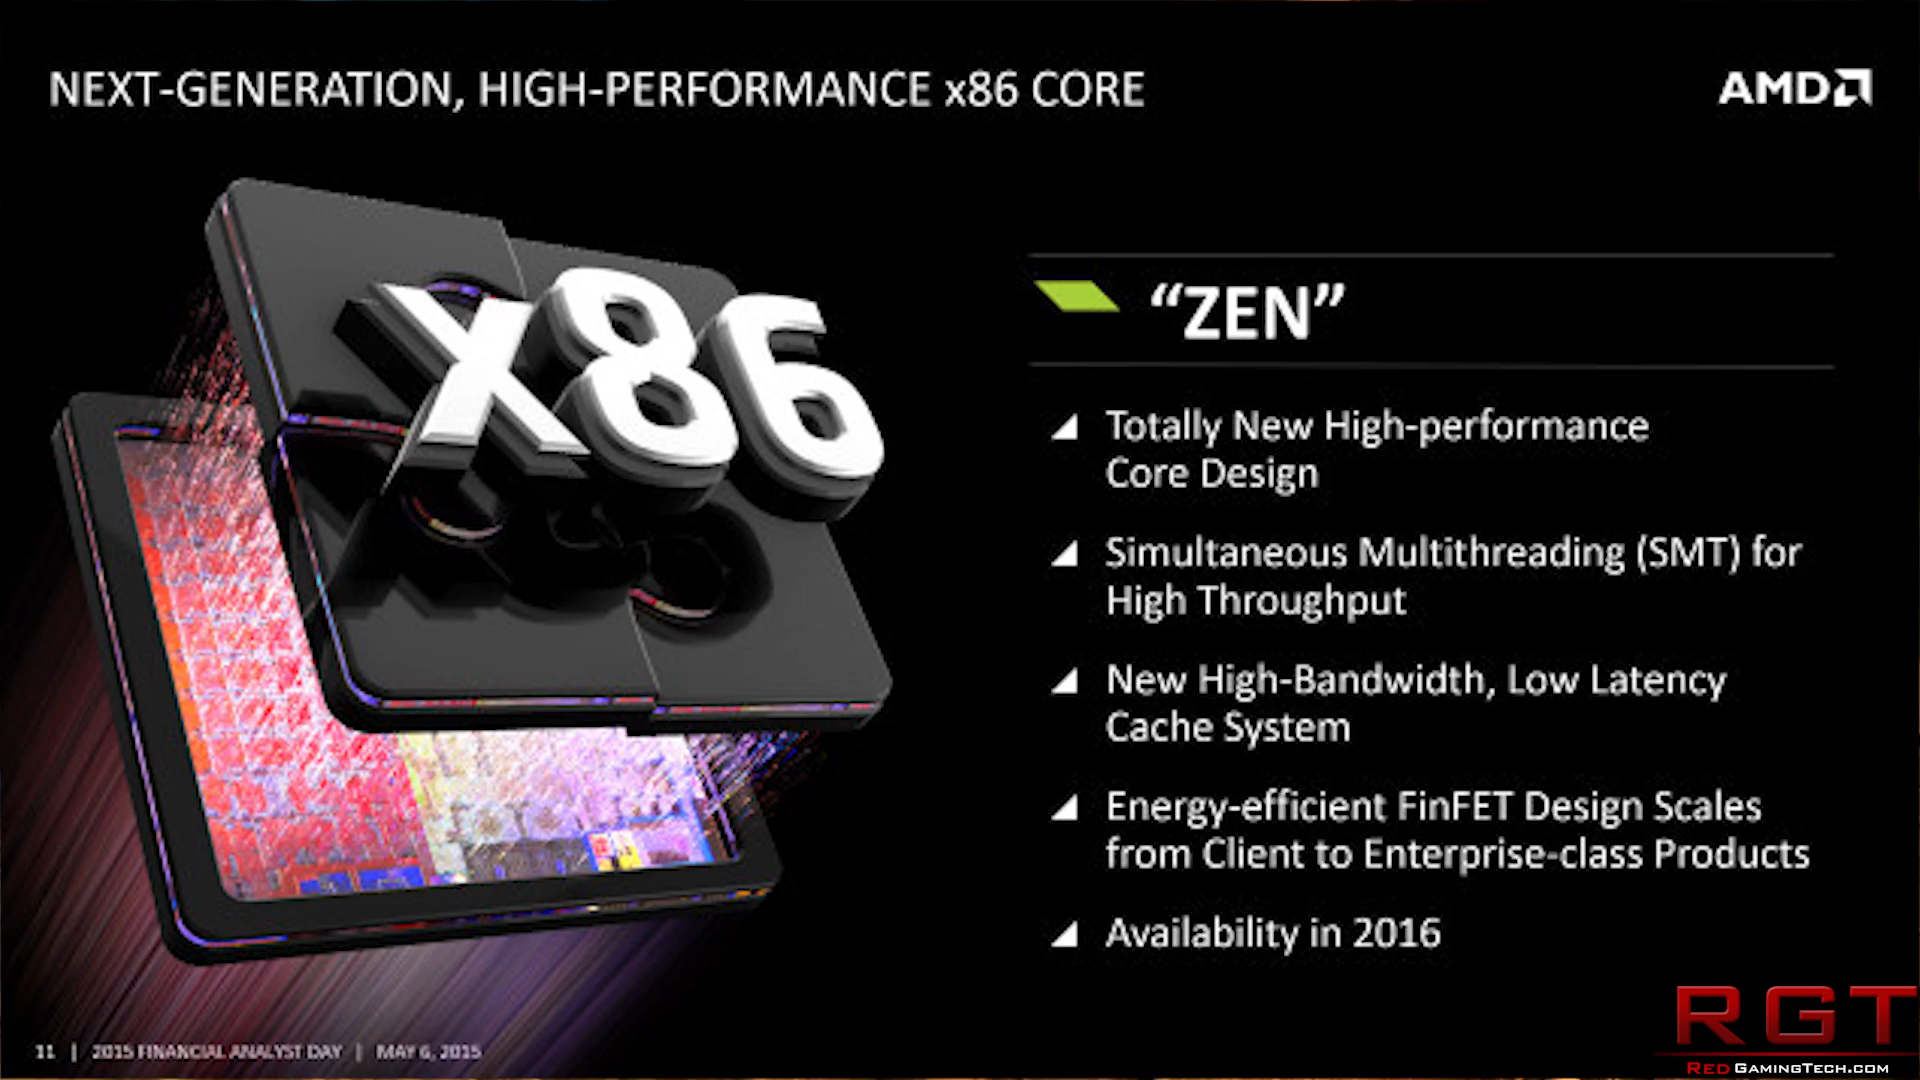 NEXT-GENERATION, HIGH-PERFORMANCE x86 CORE
AMD
x86
“ZEN”
Totally New High-performance
Core Design
Simultaneous Multithreading (SMT) for
High Throughput
New High-Bandwidth, Low Latency
Cache System
Energy-efficient FinFET Design Scales
from Client to Enterprise-class Products
Availability in 2016
11 | 2015 FINANCIAL ANALYST DAY | MAY 6, 2015
RGT
REDGAMINGTECH.COM